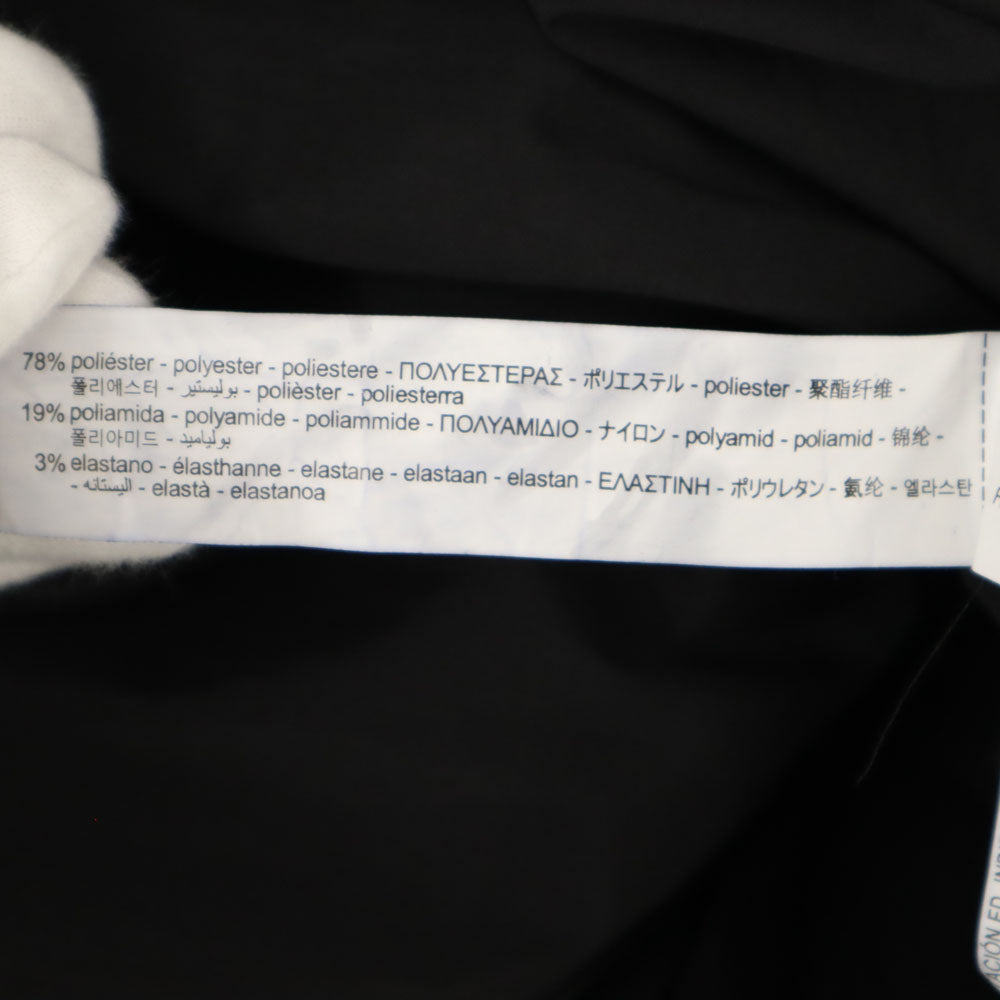 78% poliéster - polyester - poliestere - ΠΟΛΥΕΣΤΕΡΑΣ - ポリエステル - poliester - 聚酯纤维 -
폴리에스터 - بوليستير - polièster - poliesterra
19% poliamida - polyamide - poliammide - ΠΟΛΥΑΜΙΔΙΟ - ナイロン - polyamid - poliamid - 锦纶 -
폴리아미드 - بولياميد
3% elastano - élasthanne - elastane - elastaan - elastan - ΕΛΑΣΤΙΝΗ - ポリウレタン - 氨纶 - 엘라스탄
- اليستانه - elastà - elastanoa